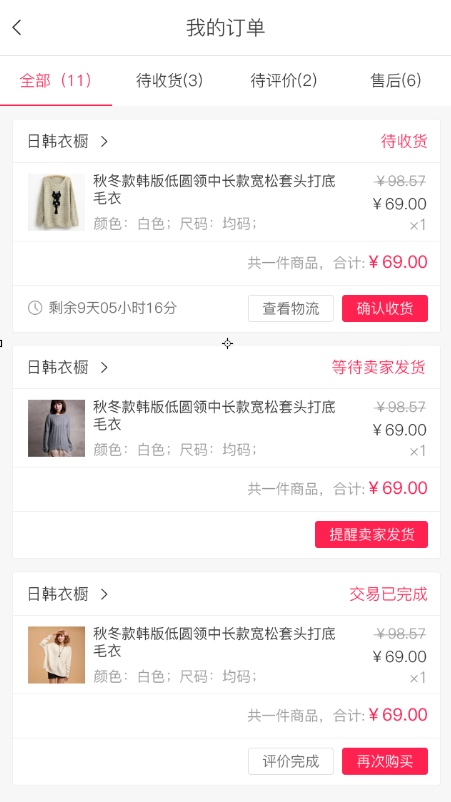 我的订单
全部（11）
待收货(3)
待评价(2)
售后(6)
日韩衣橱
待收货
秋冬款韩版低圆领中长款宽松套头打底
毛衣
￥98.57
￥69.00
颜色：白色；尺码：均码；
×1
共一件商品，合计:￥69.00
剩余9天05小时16分
查看物流
确认收货
日韩衣橱
等待卖家发货
秋冬款韩版低圆领中长款宽松套头打底
毛衣
￥98.57
￥69.00
颜色：白色；尺码：均码；
×1
共一件商品，合计:￥69.00
提醒卖家发货
日韩衣橱
交易已完成
秋冬款韩版低圆领中长款宽松套头打底
毛衣
￥98.57
￥69.00
颜色：白色；尺码：均码；
×1
共一件商品，合计:￥69.00
评价完成
再次购买